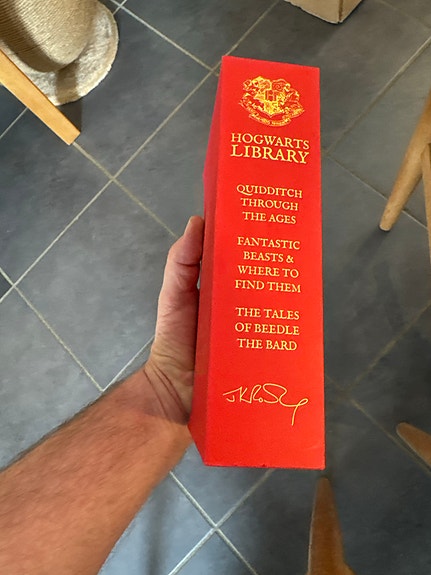 HOGWARTS
LIBRARY
QUIDDITCH
THROUGH
THE AGES
FANTASTIC
BEASTS &
WHERE TO
FIND THEM
THE TALES
OF BEEDLE
THE BARD